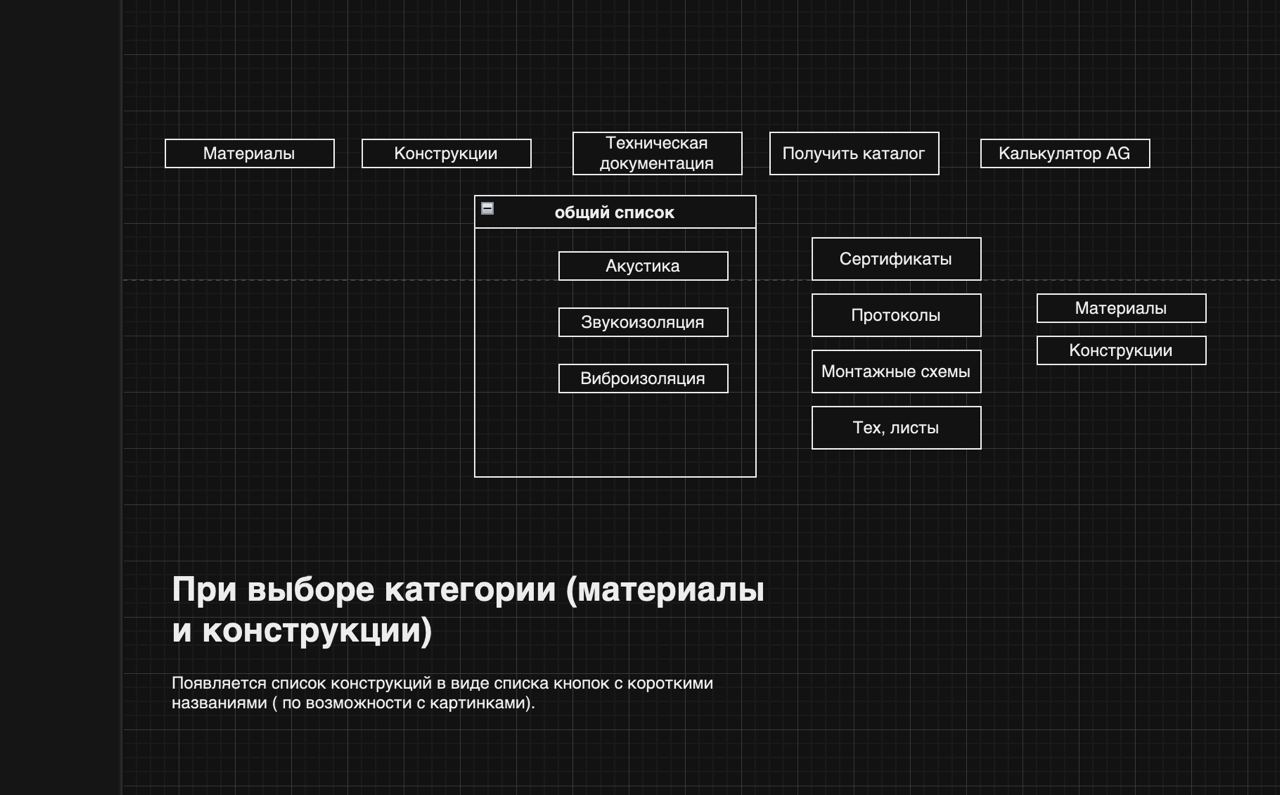 Материалы
Конструкции
Техническая
документация
Получить каталог
Калькулятор AG
общий список
Акустика
Звукоизоляция
Виброизоляция
Сертификаты
Протоколы
Монтажные схемы
Тех, листы
Материалы
Конструкции
При выборе категории (материалы
и конструкции)
Появляется список конструкций в виде списка кнопок с короткими
названиями ( по возможности с картинками).